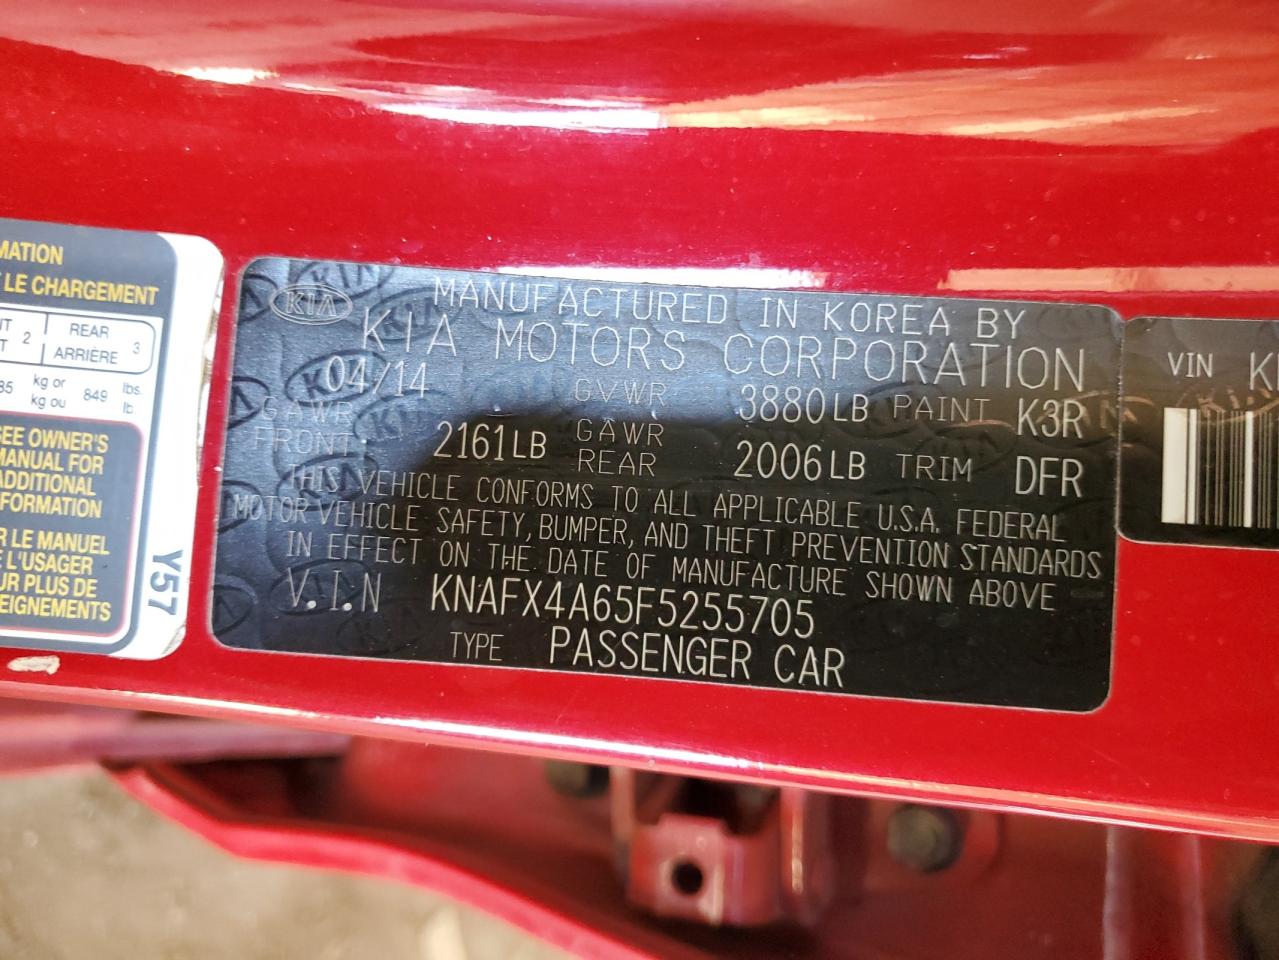 MATION
LE CHARGEMENT
2 REAR 3
ARRIÈRE
kg or 849 lbs.
kg ou lb.
SEE OWNER'S
MANUAL FOR
ADDITIONAL
NFORMATION
LE MANUEL
L'USAGER
PLUS DE
EIGNEMENTS
Y57
KIA
MANUFACTURED IN KOREA BY
KIA MOTORS CORPORATION
04/14 GVWR 3880LB PAINT K3R
GAWR
FRONT 2161LB GAWR
REAR 2006LB TRIM DFR
THIS VEHICLE CONFORMS TO ALL APPLICABLE U.S.A. FEDERAL
MOTOR VEHICLE SAFETY, BUMPER, AND THEFT PREVENTION STANDARDS
IN EFFECT ON THE DATE OF MANUFACTURE SHOWN ABOVE
V.I.N KNAFX4A65F5255705
TYPE PASSENGER CAR
VIN K